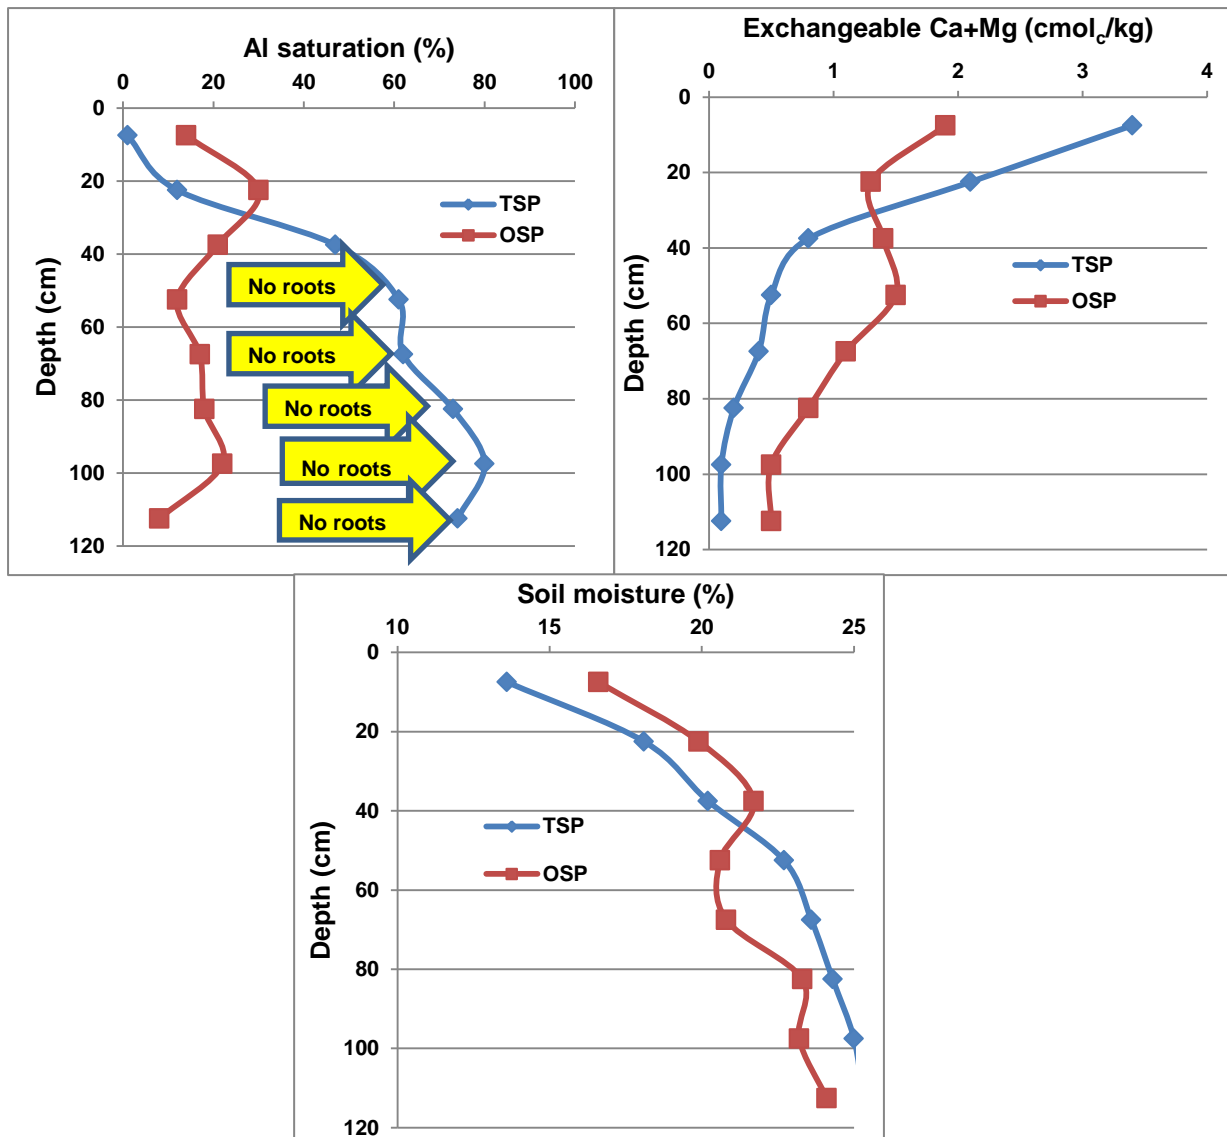 Al saturation (%)
0 20 40 60 80 100
Depth (cm)
0
20
40
60
80
100
120
TSP
OSP
No roots
No roots
No roots
No roots
No roots
Exchangeable Ca+Mg (cmolc/kg)
0 1 2 3 4
Depth (cm)
0
20
40
60
80
100
120
TSP
OSP
Soil moisture (%)
10 15 20 25
Depth (cm)
0
20
40
60
80
100
120
TSP
OSP